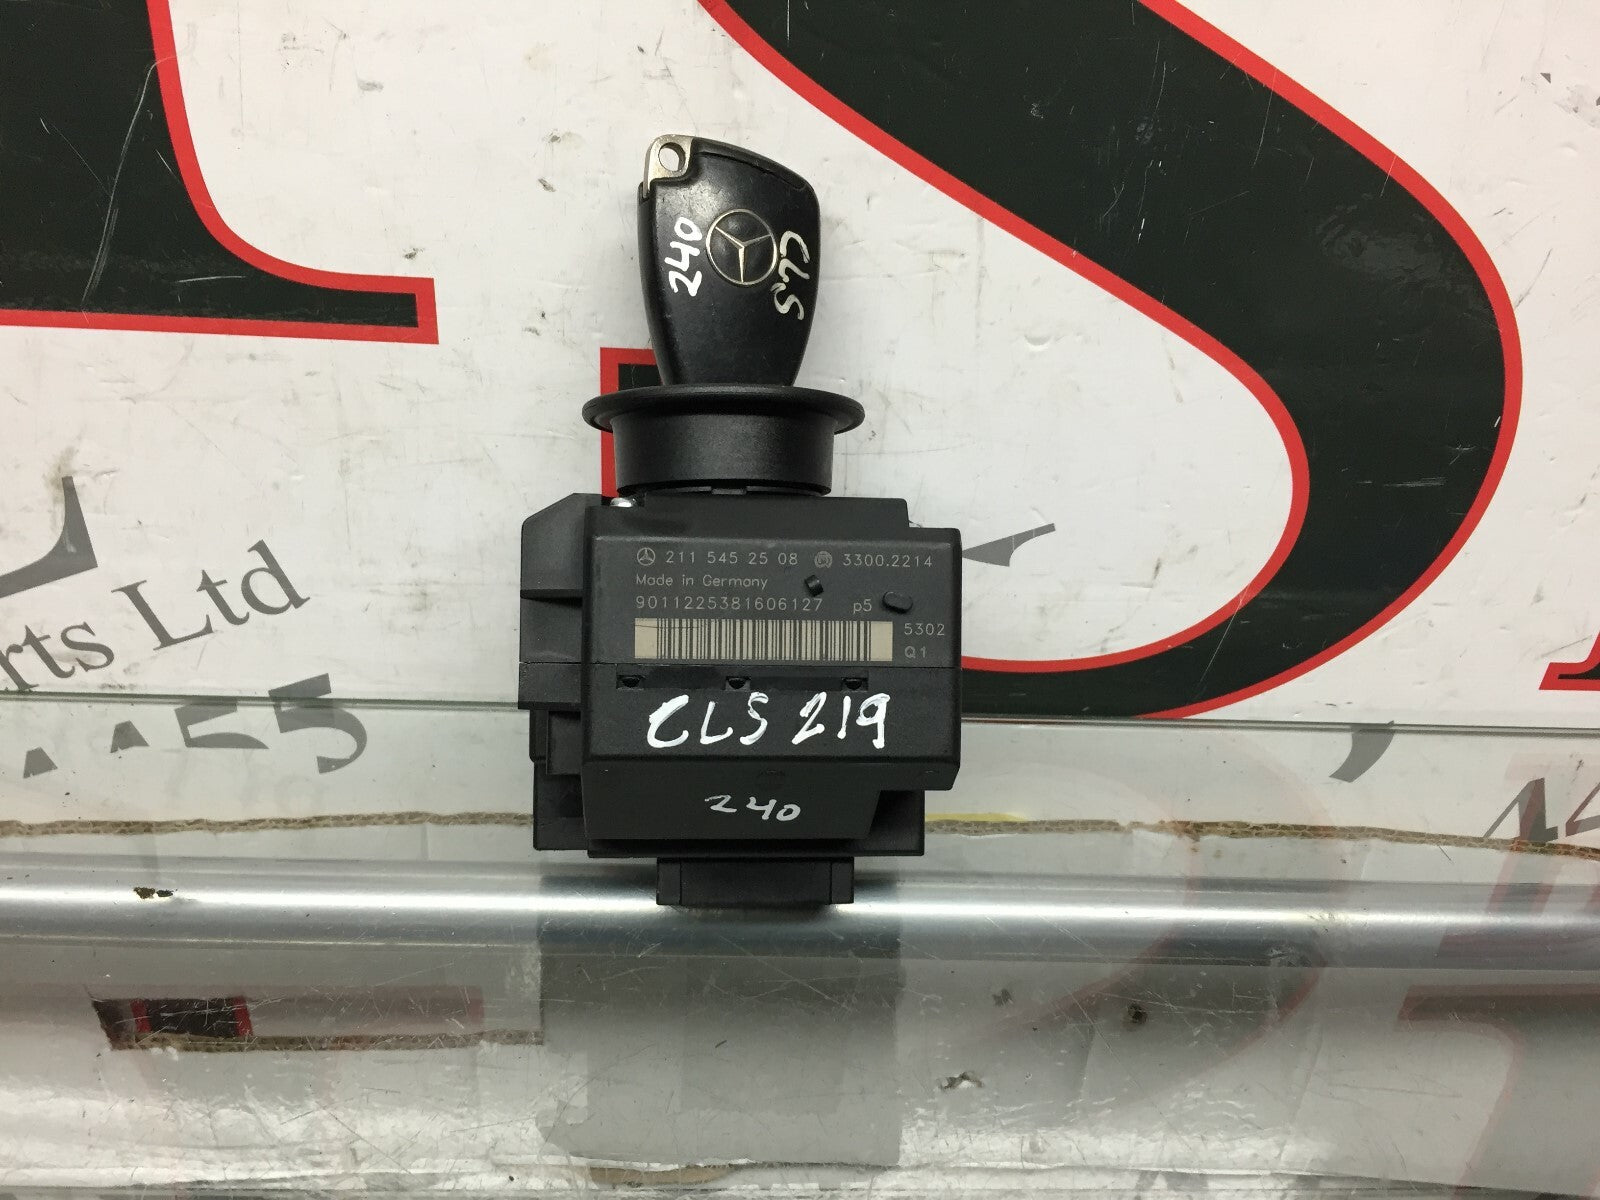 240
CLS
211 545 25 08 3300.2214
Made in Germany
9011225381606127 p5
5302
Q1
CLS 219
240
rts Ltd
4455